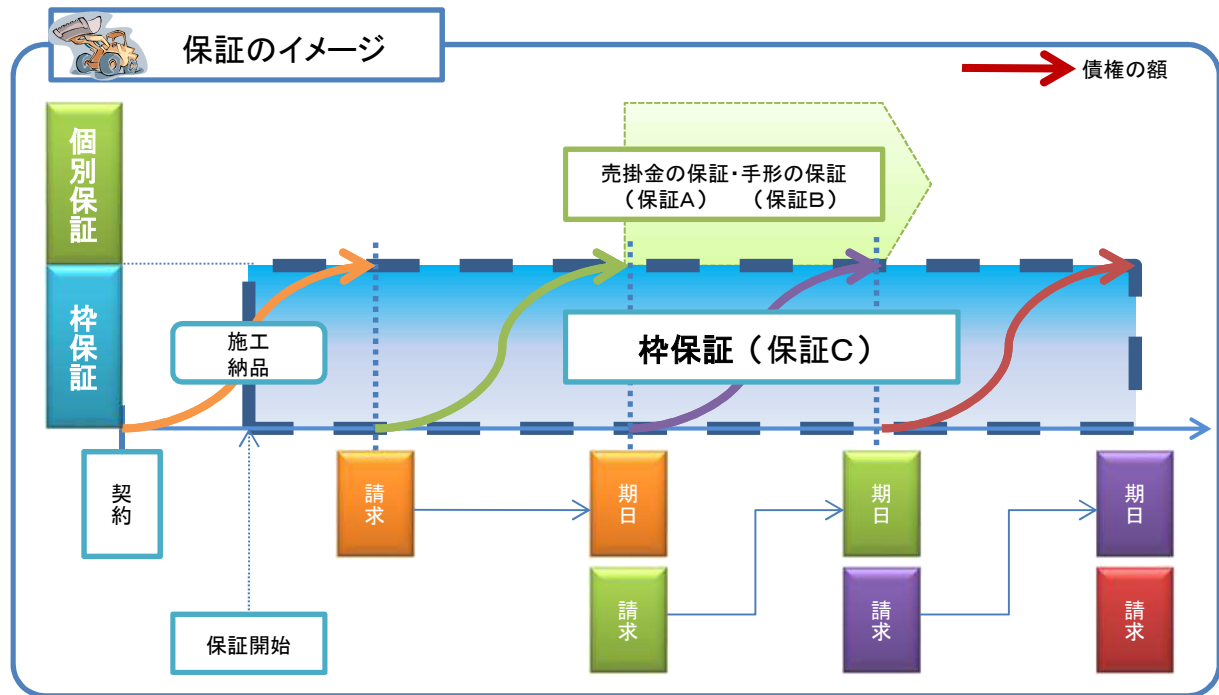 保証のイメージ
債権の額
個別保証
売掛金の保証・手形の保証
（保証A）　（保証B）
枠保証
施工
納品
枠保証（保証C）
契約
請求
期日
期日
期日
請求
請求
請求
保証開始